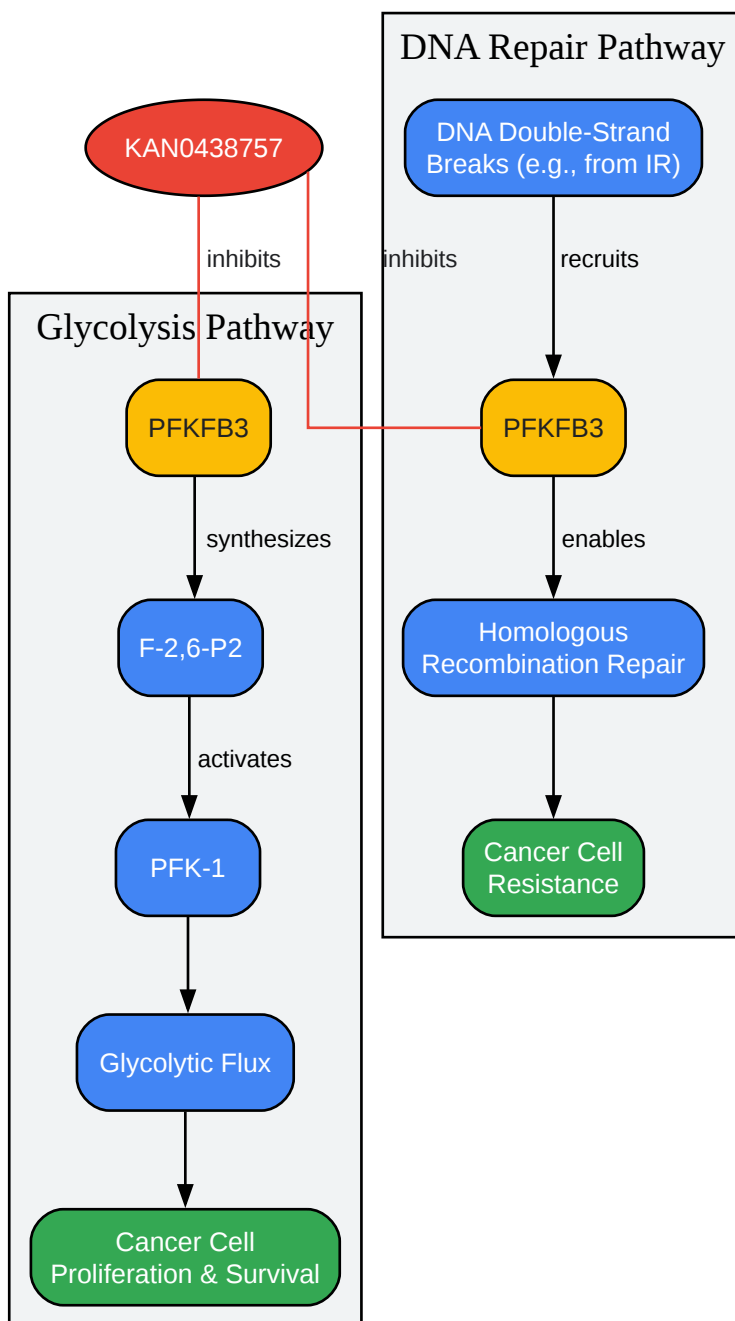 DNA Repair Pathway
KAN0438757
DNA Double-Strand
Breaks (e.g., from IR)
inhibits
inhibits
recruits
Glycolysis Pathway
PFKFB3
PFKFB3
synthesizes
enables
F-2,6-P2
Homologous
Recombination Repair
activates
PFK-1
Cancer Cell
Resistance
Glycolytic Flux
Cancer Cell
Proliferation & Survival